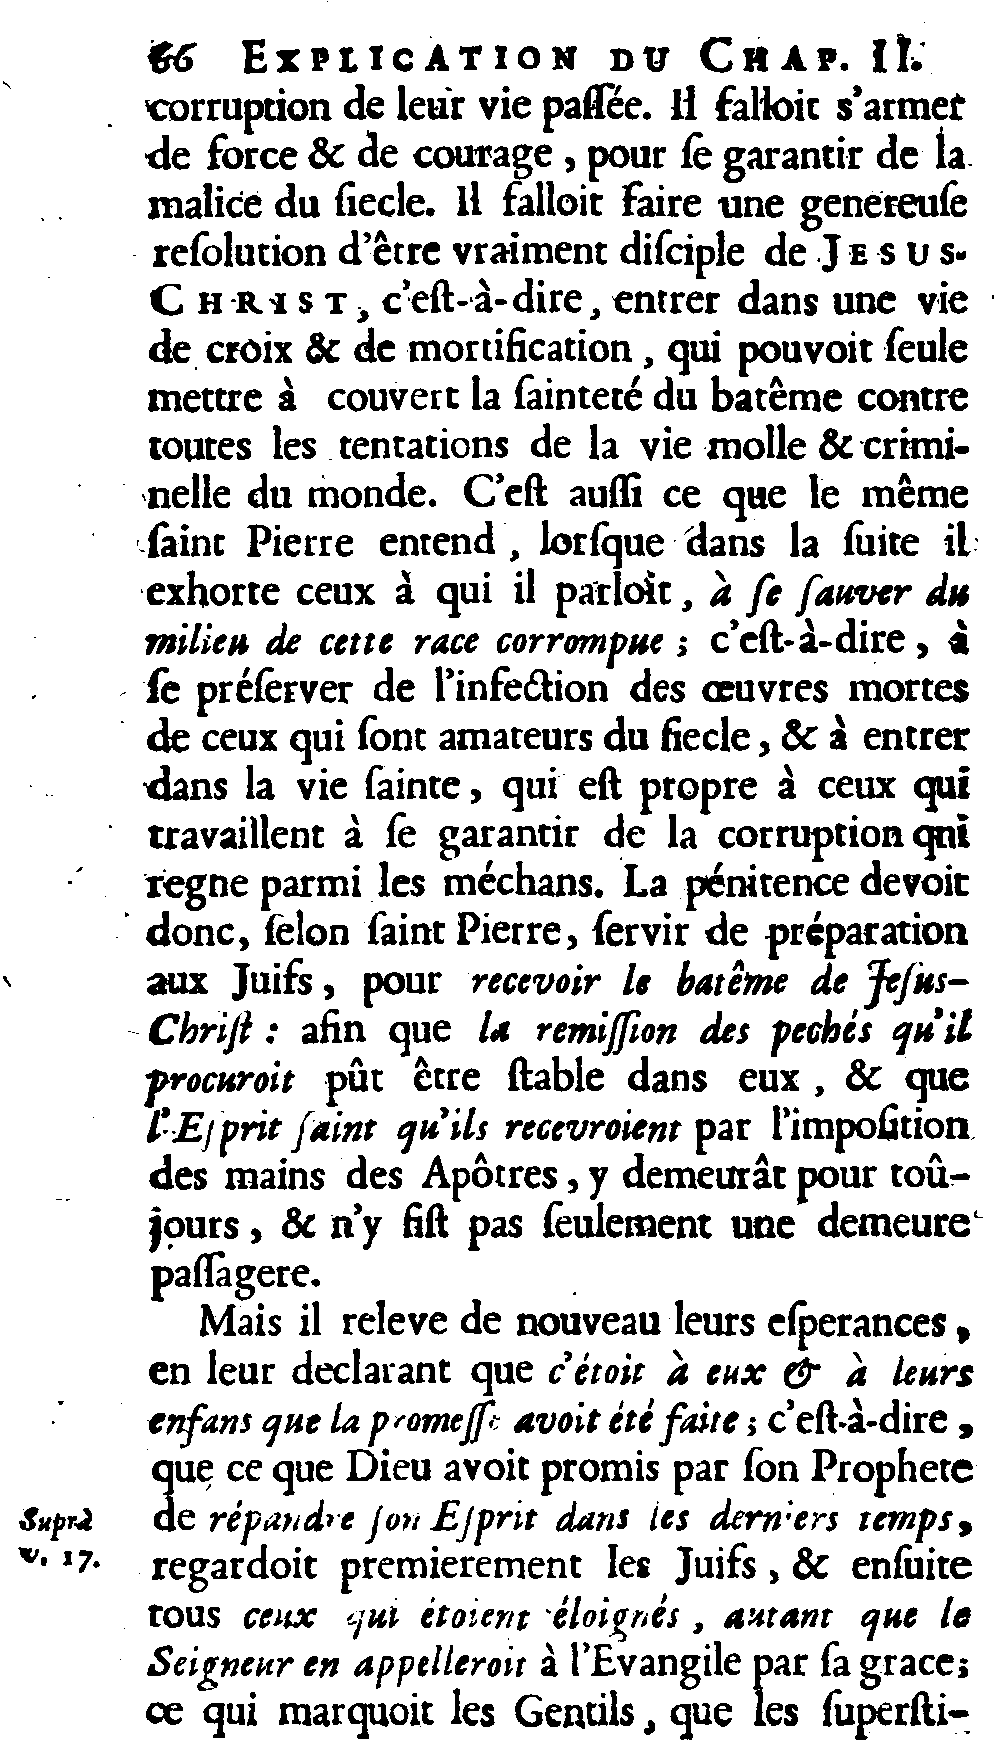 66 EXPLICATION DU CHAP. II.
corruption de leur vie paſſée. Il falloit s'armer
de force & de courage, pour ſe garantir de la
malice du ſiecle. Il falloit faire une genereuſe
reſolution d'être vraiment diſciple de JESUS-
CHRIST, c'eſt-à-dire, entrer dans une vie
de croix & de mortification, qui pouvoit ſeule
mettre à couvert la ſainteté du batême contre
toutes les tentations de la vie molle & crimi-
nelle du monde. C'eſt auſſi ce que le même
ſaint Pierre entend, lorſque dans la ſuite il
exhorte ceux à qui il parloit, à ſe ſauver du
milieu de cette race corrompue; c'eſt-à-dire, à
ſe préſerver de l'infection des œuvres mortes
de ceux qui ſont amateurs du ſiecle, & à entrer
dans la vie ſainte, qui eſt propre à ceux qui
travaillent à ſe garantir de la corruption qni
regne parmi les méchans. La pénitence devoit
donc, ſelon ſaint Pierre, ſervir de préparation
aux Juifs, pour recevoir le batême de Jeſus-
Chriſt: afin que la remiſſion des pechés qu'il
procuroit pût être ſtable dans eux, & que
l'Eſprit ſaint qu'ils recevroient par l'impoſition
des mains des Apôtres, y demeurât pour toû-
jours, & n'y fiſt pas ſeulement une demeure
paſſagere.
Mais il releve de nouveau leurs eſperances,
en leur declarant que c'étoit à eux & à leurs
enfans que la promeſſe avoit été faite; c'eſt-à-dire,
que ce que Dieu avoit promis par ſon Prophete
Suprà de répandre ſon Eſprit dans les derniers temps,
v. 17. regardoit premierement les Juifs, & enſuite
tous ceux qui étoient éloignés, autant que le
Seigneur en appelleroit à l'Evangile par ſa grace;
ce qui marquoit les Gentils, que les ſuperſti-